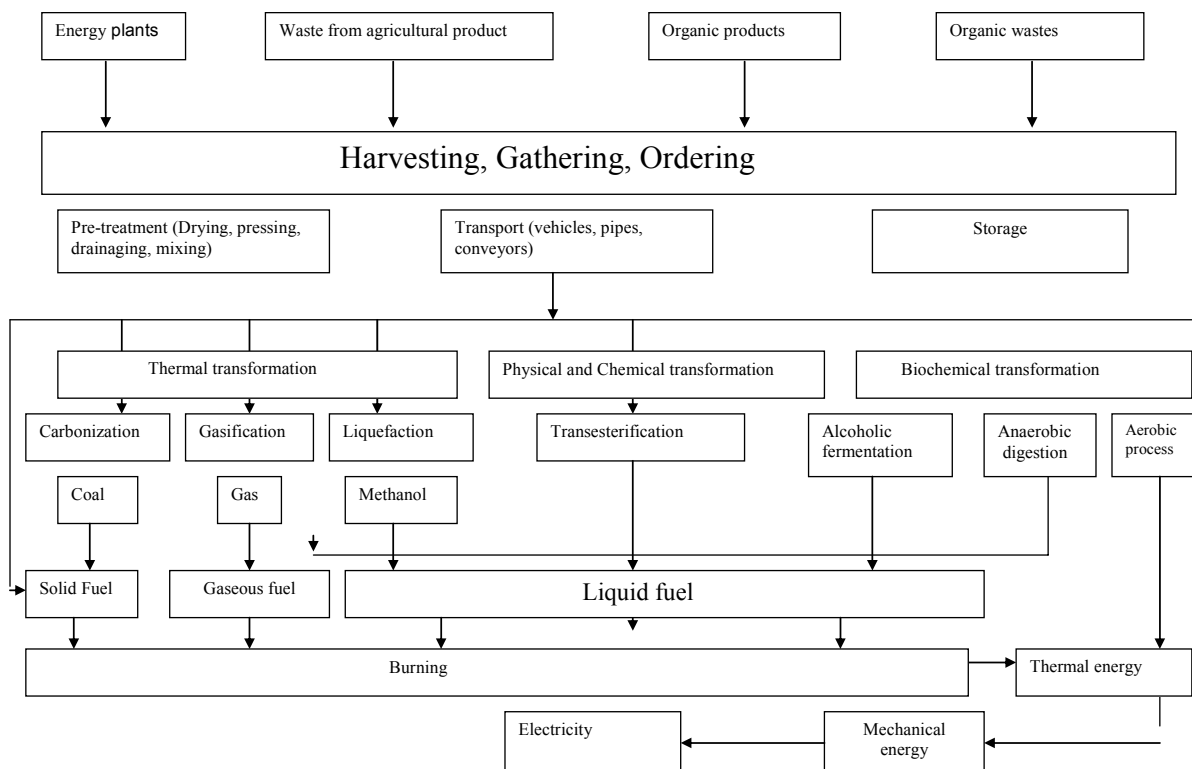 Energy plants
Waste from agricultural product
Organic products
Organic wastes
Harvesting, Gathering, Ordering
Pre-treatment (Drying, pressing,
drainaging, mixing)
Transport (vehicles, pipes,
conveyors)
Storage
Thermal transformation
Physical and Chemical transformation
Biochemical transformation
Carbonization
Gasification
Liquefaction
Transesterification
Alcoholic
fermentation
Anaerobic
digestion
Aerobic
process
Coal
Gas
Methanol
Solid Fuel
Gaseous fuel
Liquid fuel
Burning
Thermal energy
Electricity
Mechanical
energy